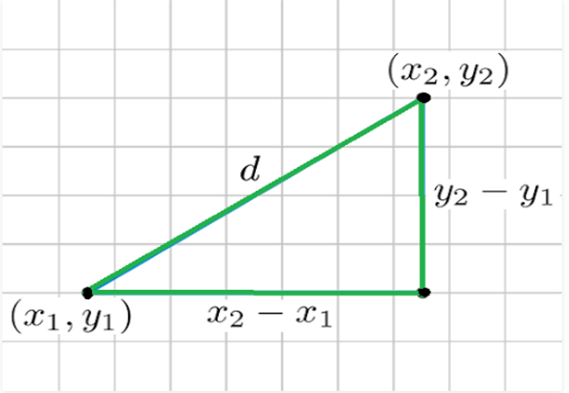 (x₂, y₂)
d
y₂ − y₁
(x₁, y₁)
x₂ − x₁